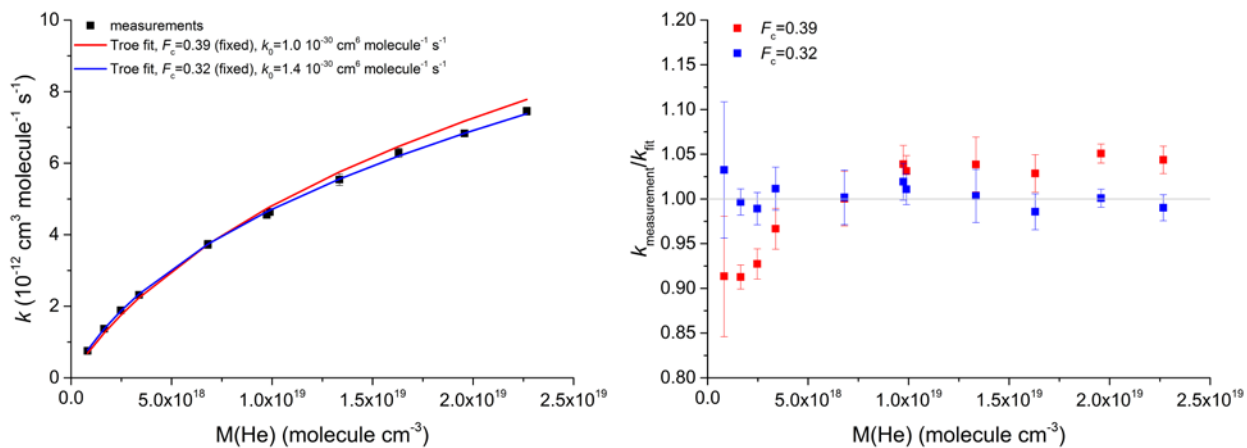 measurements
Troe fit, Fc=0.39 (fixed), k0=1.0 10⁻³⁰ cm⁶ molecule⁻¹ s⁻¹
Troe fit, Fc=0.32 (fixed), k0=1.4 10⁻³⁰ cm⁶ molecule⁻¹ s⁻¹
k (10⁻¹² cm³ molecule⁻¹ s⁻¹)
10
8
6
4
2
0
0.0 5.0x10¹⁸ 1.0x10¹⁹ 1.5x10¹⁹ 2.0x10¹⁹ 2.5x10¹⁹
M(He) (molecule cm⁻³)
Fc=0.39
Fc=0.32
kmeasurement/kfit
1.20
1.15
1.10
1.05
1.00
0.95
0.90
0.85
0.80
0.0 5.0x10¹⁸ 1.0x10¹⁹ 1.5x10¹⁹ 2.0x10¹⁹ 2.5x10¹⁹
M(He) (molecule cm⁻³)